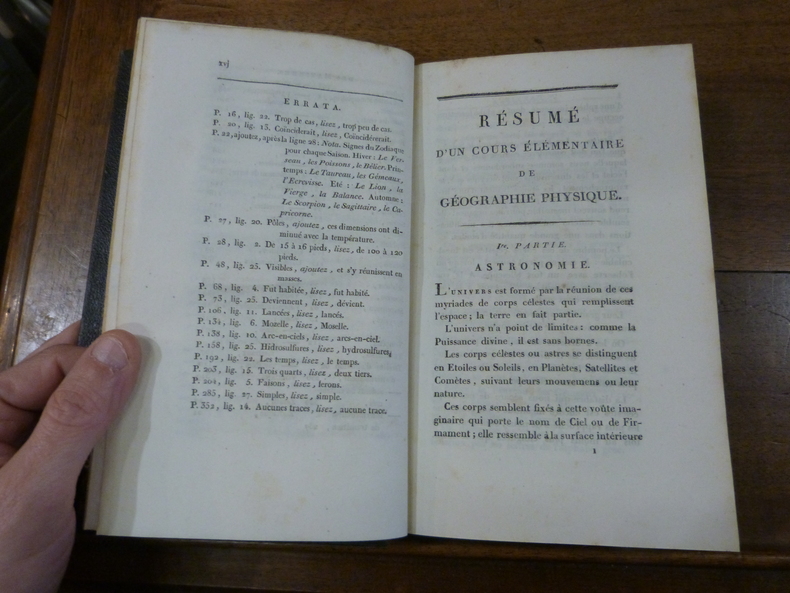 xvj
ERRATA.
P. 16, lig. 22. Trop de cas, lisez, trop peu de cas.
P. 20, lig. 15. Coïnciderait, lisez, Coïncidèrait.
P. 22, ajoutez, après la ligne 28: Nota. Signes du Zodiaque
pour chaque Saison. Hiver: Le Ver-
seau, les Poissons, le Bélier. Prin-
temps: Le Taureau, les Gémeaux,
l'Ecrevisse. Eté: Le Lion, la
Vierge, la Balance. Automne:
Le Scorpion, le Sagittaire, le Ca-
pricorne.
P. 27, lig. 20. Pôles, ajoutez, ces dimensions ont di-
minué avec la température.
P. 28, lig. 2. De 15 à 16 pieds, lisez, de 100 à 120
pieds.
P. 48, lig. 25. Visibles, ajoutez, et s'y réunissent en
masses.
P. 68, lig. 4. Fut habitée, lisez, fut habité.
P. 73, lig. 25. Deviennent, lisez, dévient.
P. 106, lig. 11. Lancées, lisez, lancés.
P. 134, lig. 6. Mozelle, lisez, Moselle.
P. 138, lig. 10. Arc-en-ciels, lisez, arcs-en-ciel.
P. 158, lig. 25. Hidrosulfures, lisez, hydrosulfures.
P. 192, lig. 22. Les temps, lisez, le temps.
P. 203, lig. 15. Trois quarts, lisez, deux tiers.
P. 204, lig. 5. Faisons, lisez, ferons.
P. 285, lig. 27. Simples, lisez, simple.
P. 352, lig. 14. Aucunes traces, lisez, aucune trace.
RÉSUMÉ
D'UN COURS ÉLÉMENTAIRE
DE
GÉOGRAPHIE PHYSIQUE.
Ire. PARTIE.
ASTRONOMIE.
L'UNIVERS est formé par la réunion de ces
myriades de corps célestes qui remplissent
l'espace; la terre en fait partie.
L'univers n'a point de limites: comme la
Puissance divine, il est sans bornes.
Les corps célestes ou astres se distinguent
en Etoiles ou Soleils, en Planètes, Satellites et
Comètes, suivant leurs mouvemens ou leur
nature.
Ces corps semblent fixés à cette voûte ima-
ginaire qui porte le nom de Ciel ou de Fir-
mament; elle ressemble à la surface intérieure
1